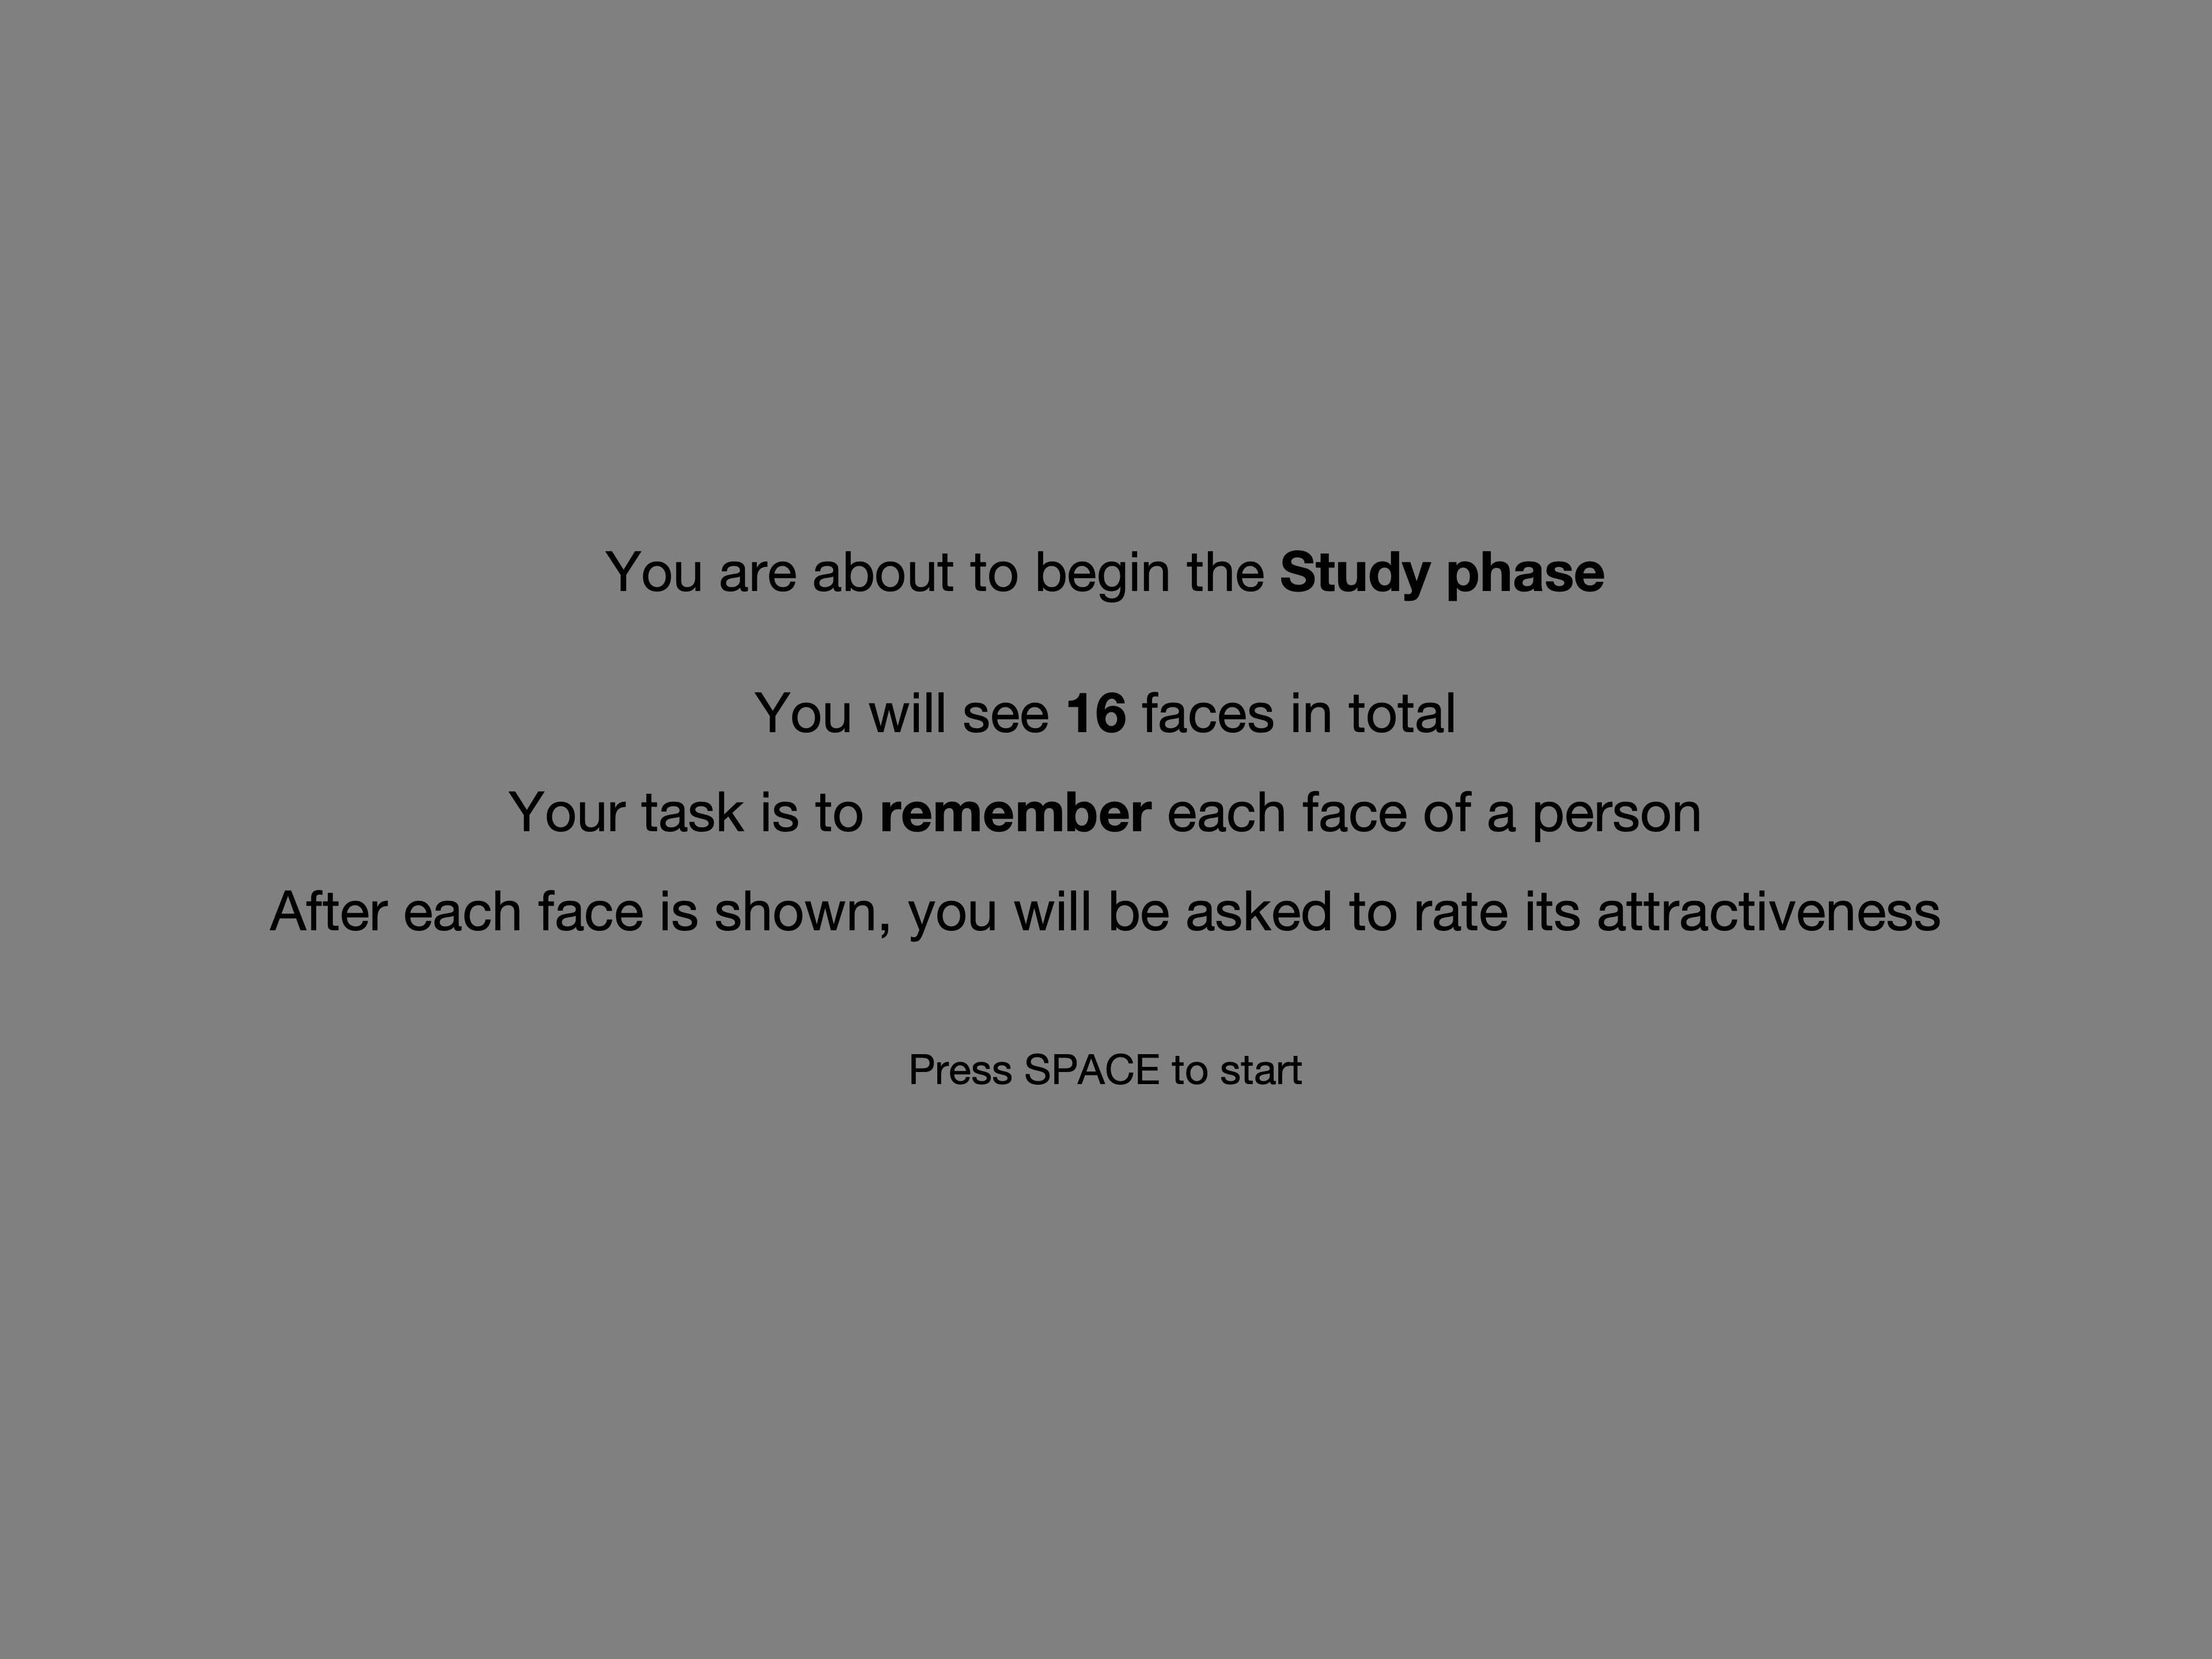 You are about to begin the Study phase
You will see 16 faces in total
Your task is to remember each face of a person
After each face is shown, you will be asked to rate its attractiveness
Press SPACE to start